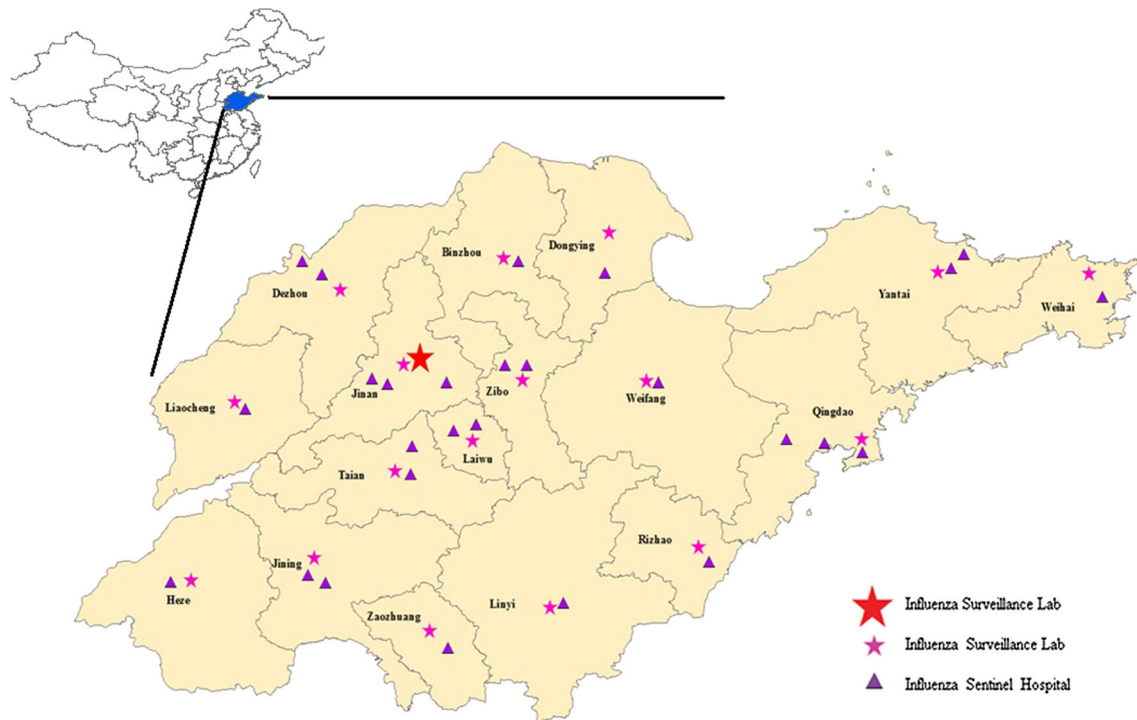 Dongying
Binzhou
Dezhou
Yantai
Weihai
Jinan
Zibo
Weifang
Liaocheng
Qingdao
Laiwu
Taian
Rizhao
Jining
Heze
Linyi
Zaozhuang
Influenza Surveillance Lab
Influenza Surveillance Lab
Influenza Sentinel Hospital